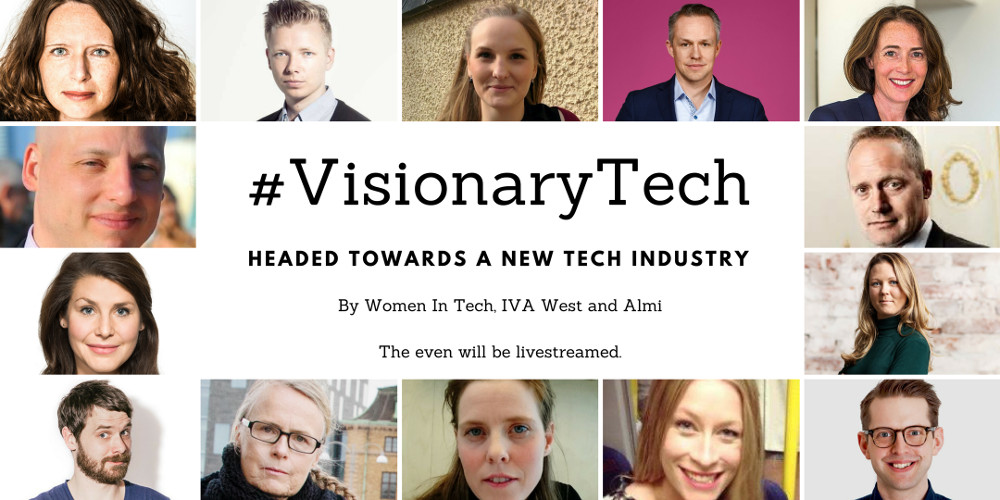 #VisionaryTech
HEADED TOWARDS A NEW TECH INDUSTRY
By Women In Tech, IVA West and Almi
The even will be livestreamed.